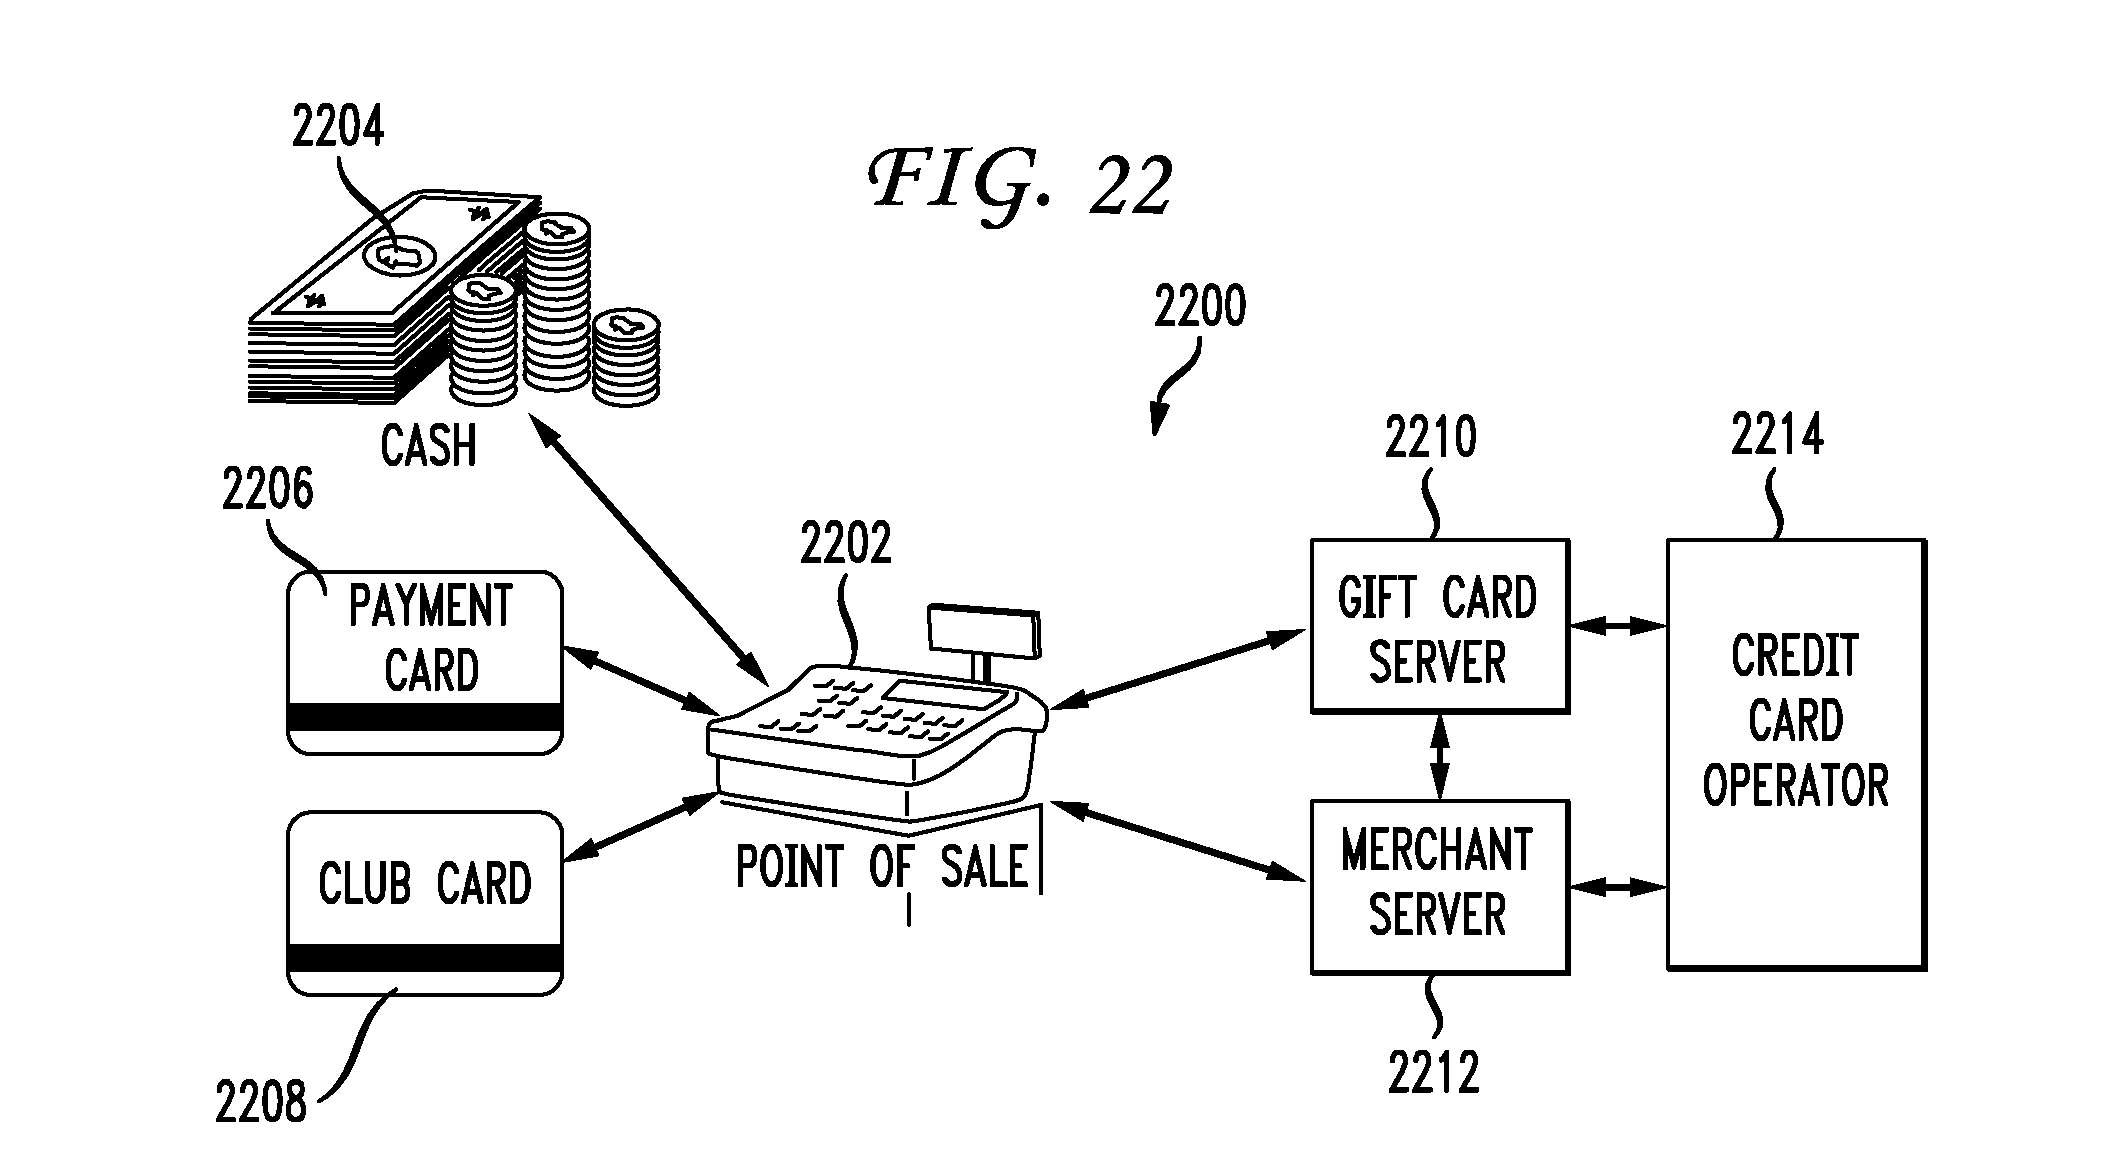 2204
FIG. 22
2200
CASH
2206
2210
2214
PAYMENT
CARD
2202
GIFT CARD
SERVER
CREDIT
CARD
OPERATOR
CLUB CARD
POINT OF SALE
MERCHANT
SERVER
2208
2212